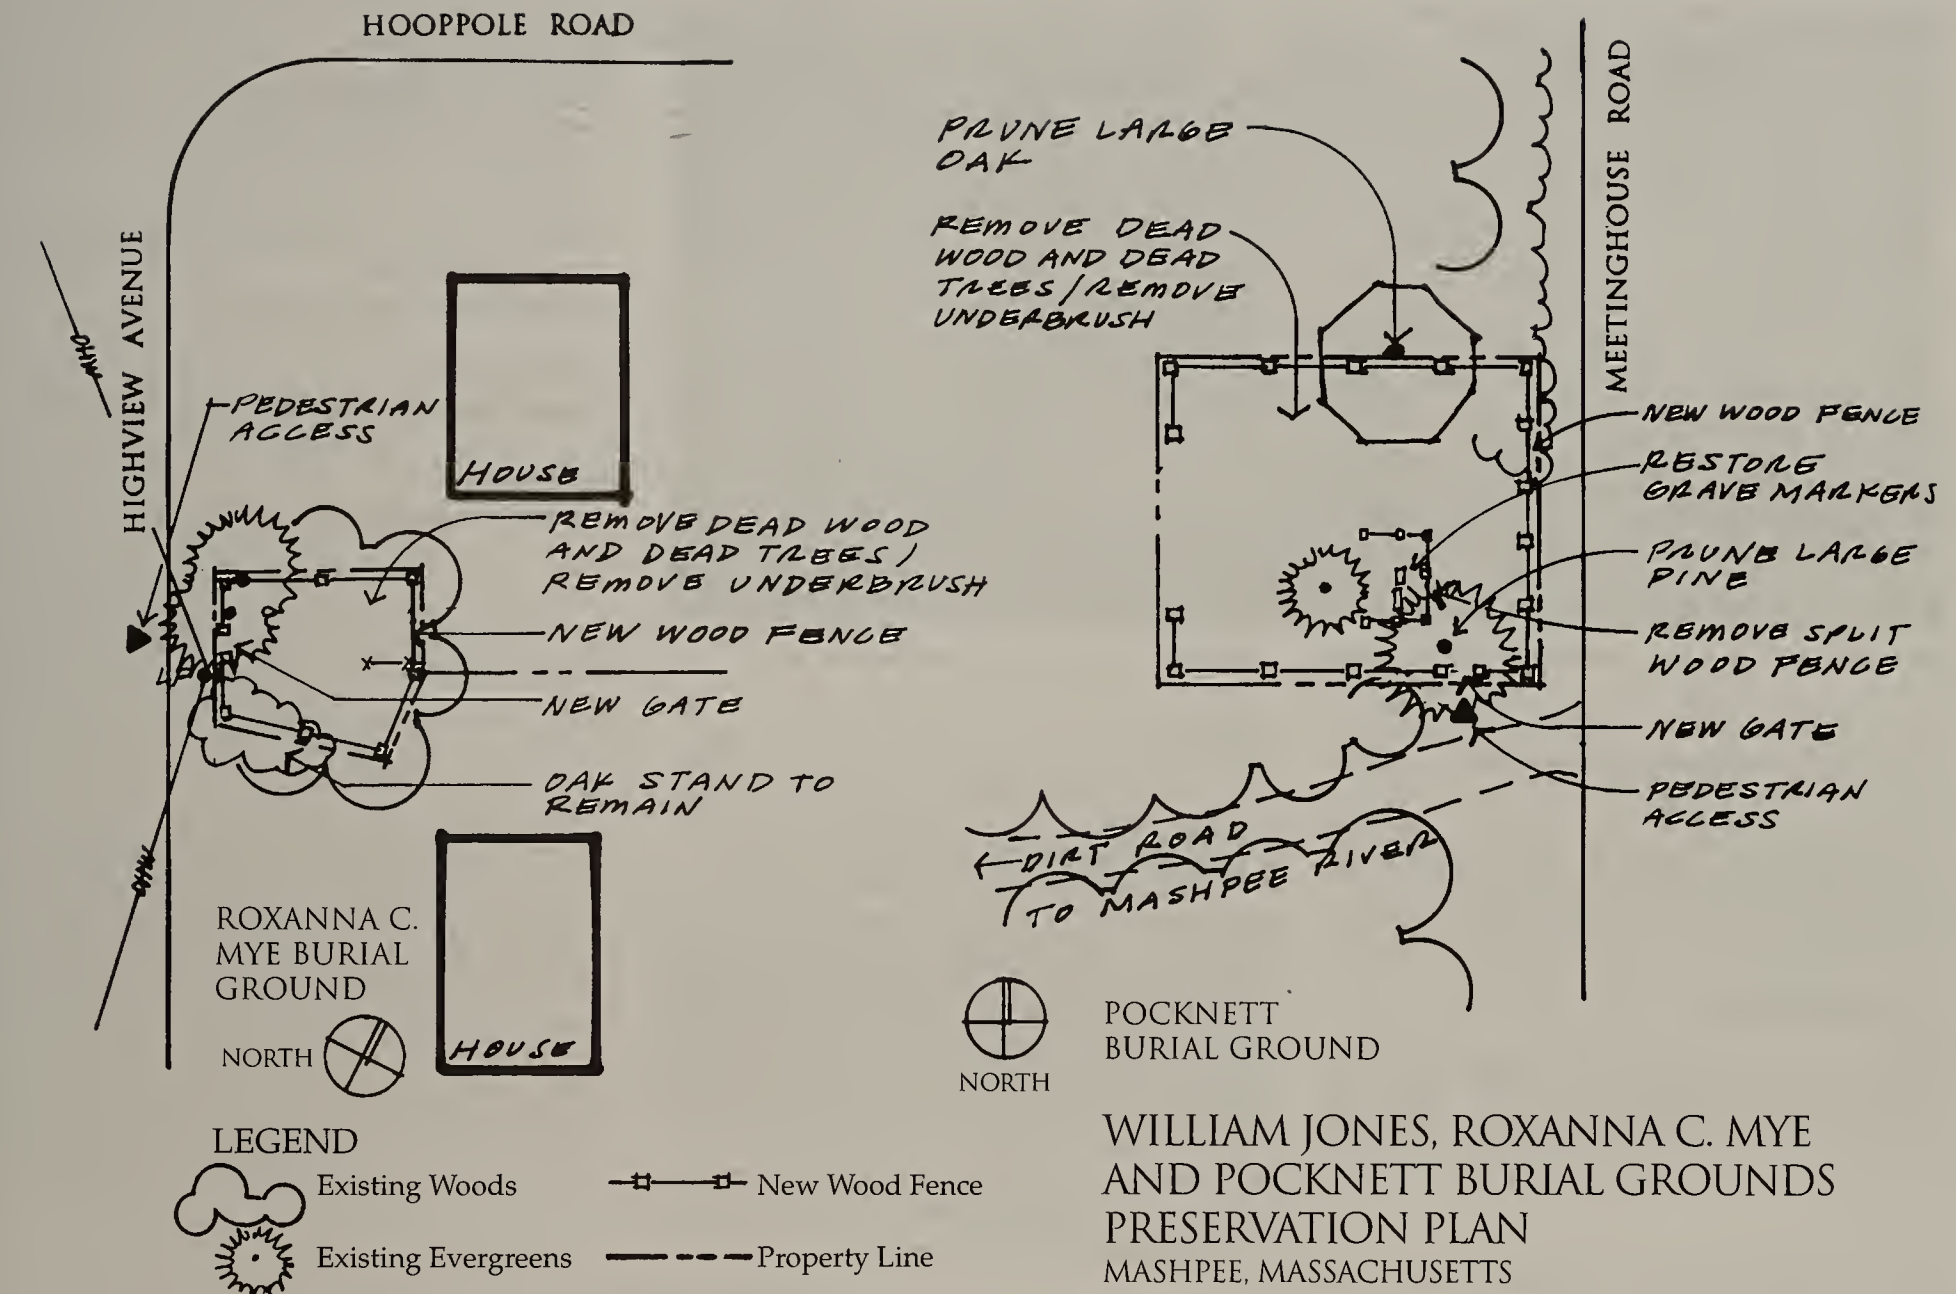 HOOPPOLE ROAD
HIGHVIEW AVENUE
OHW
PEDESTRIAN
ACCESS
HOUSE
REMOVE DEAD WOOD
AND DEAD TREES /
REMOVE UNDERBRUSH
NEW WOOD FENCE
NEW GATE
OAK STAND TO
REMAIN
OHW
HOUSE
ROXANNA C.
MYE BURIAL
GROUND
NORTH
PRUNE LARGE
OAK
REMOVE DEAD
WOOD AND DEAD
TREES / REMOVE
UNDERBRUSH
MEETINGHOUSE ROAD
NEW WOOD FENCE
RESTORE
GRAVE MARKERS
PRUNE LARGE
PINE
REMOVE SPLIT
WOOD FENCE
NEW GATE
PEDESTRIAN
ACCESS
DIRT ROAD
TO MASHPEE RIVER
NORTH
POCKNETT
BURIAL GROUND
LEGEND
Existing Woods
New Wood Fence
Existing Evergreens
Property Line
WILLIAM JONES, ROXANNA C. MYE
AND POCKNETT BURIAL GROUNDS
PRESERVATION PLAN
MASHPEE, MASSACHUSETTS